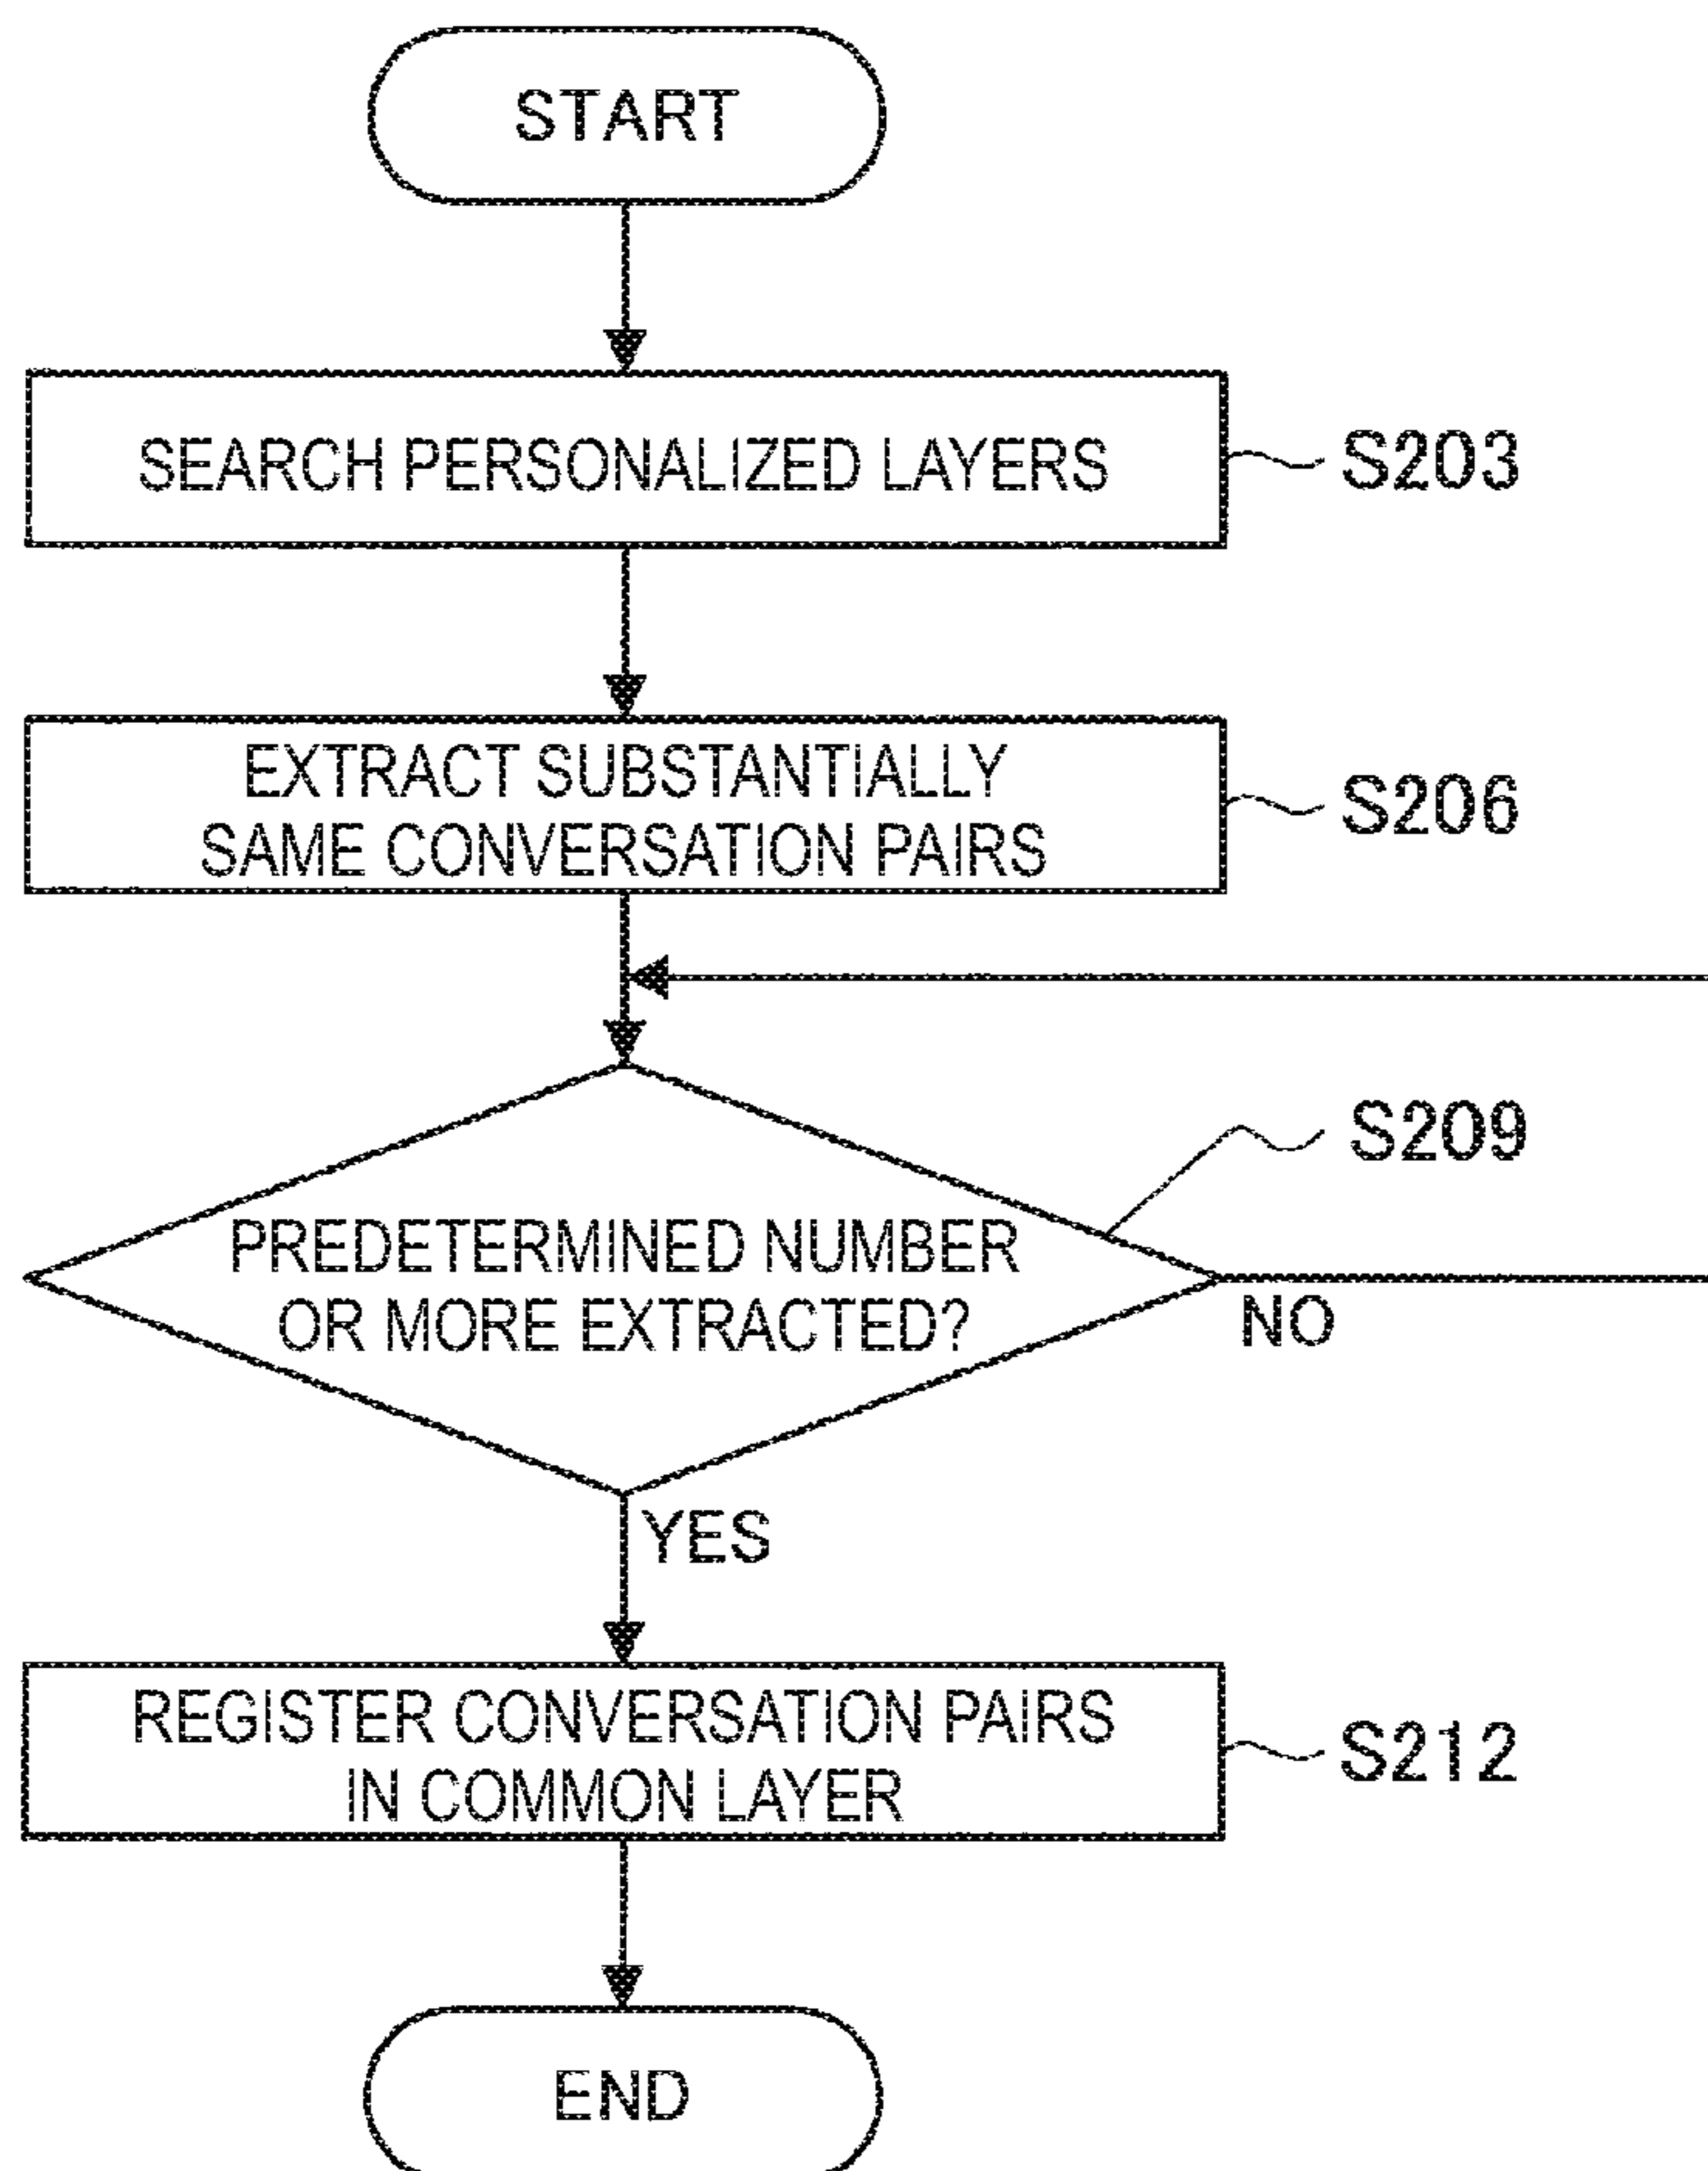 START
SEARCH PERSONALIZED LAYERS
S203
EXTRACT SUBSTANTIALLY
SAME CONVERSATION PAIRS
S206
S209
PREDETERMINED NUMBER
OR MORE EXTRACTED?
NO
YES
REGISTER CONVERSATION PAIRS
IN COMMON LAYER
S212
END